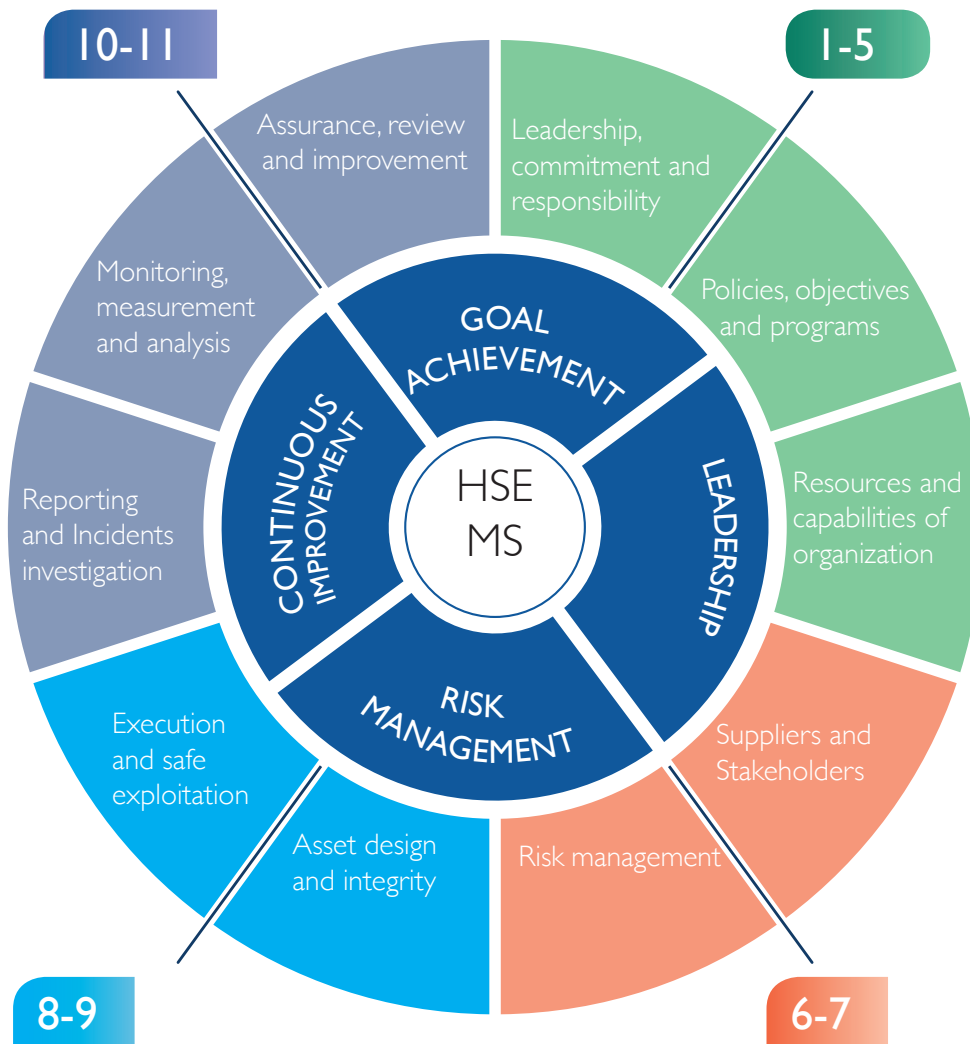 10-11
1-5
Assurance, review
and improvement
Leadership,
commitment and
responsibility
Monitoring,
measurement
and analysis
Policies, objectives
and programs
GOAL
ACHIEVEMENT
CONTINUOUS
IMPROVEMENT
HSE
MS
LEADERSHIP
Reporting
and Incidents
investigation
Resources and
capabilities of
organization
RISK
MANAGEMENT
Execution
and safe
exploitation
Suppliers and
Stakeholders
Asset design
and integrity
Risk management
8-9
6-7